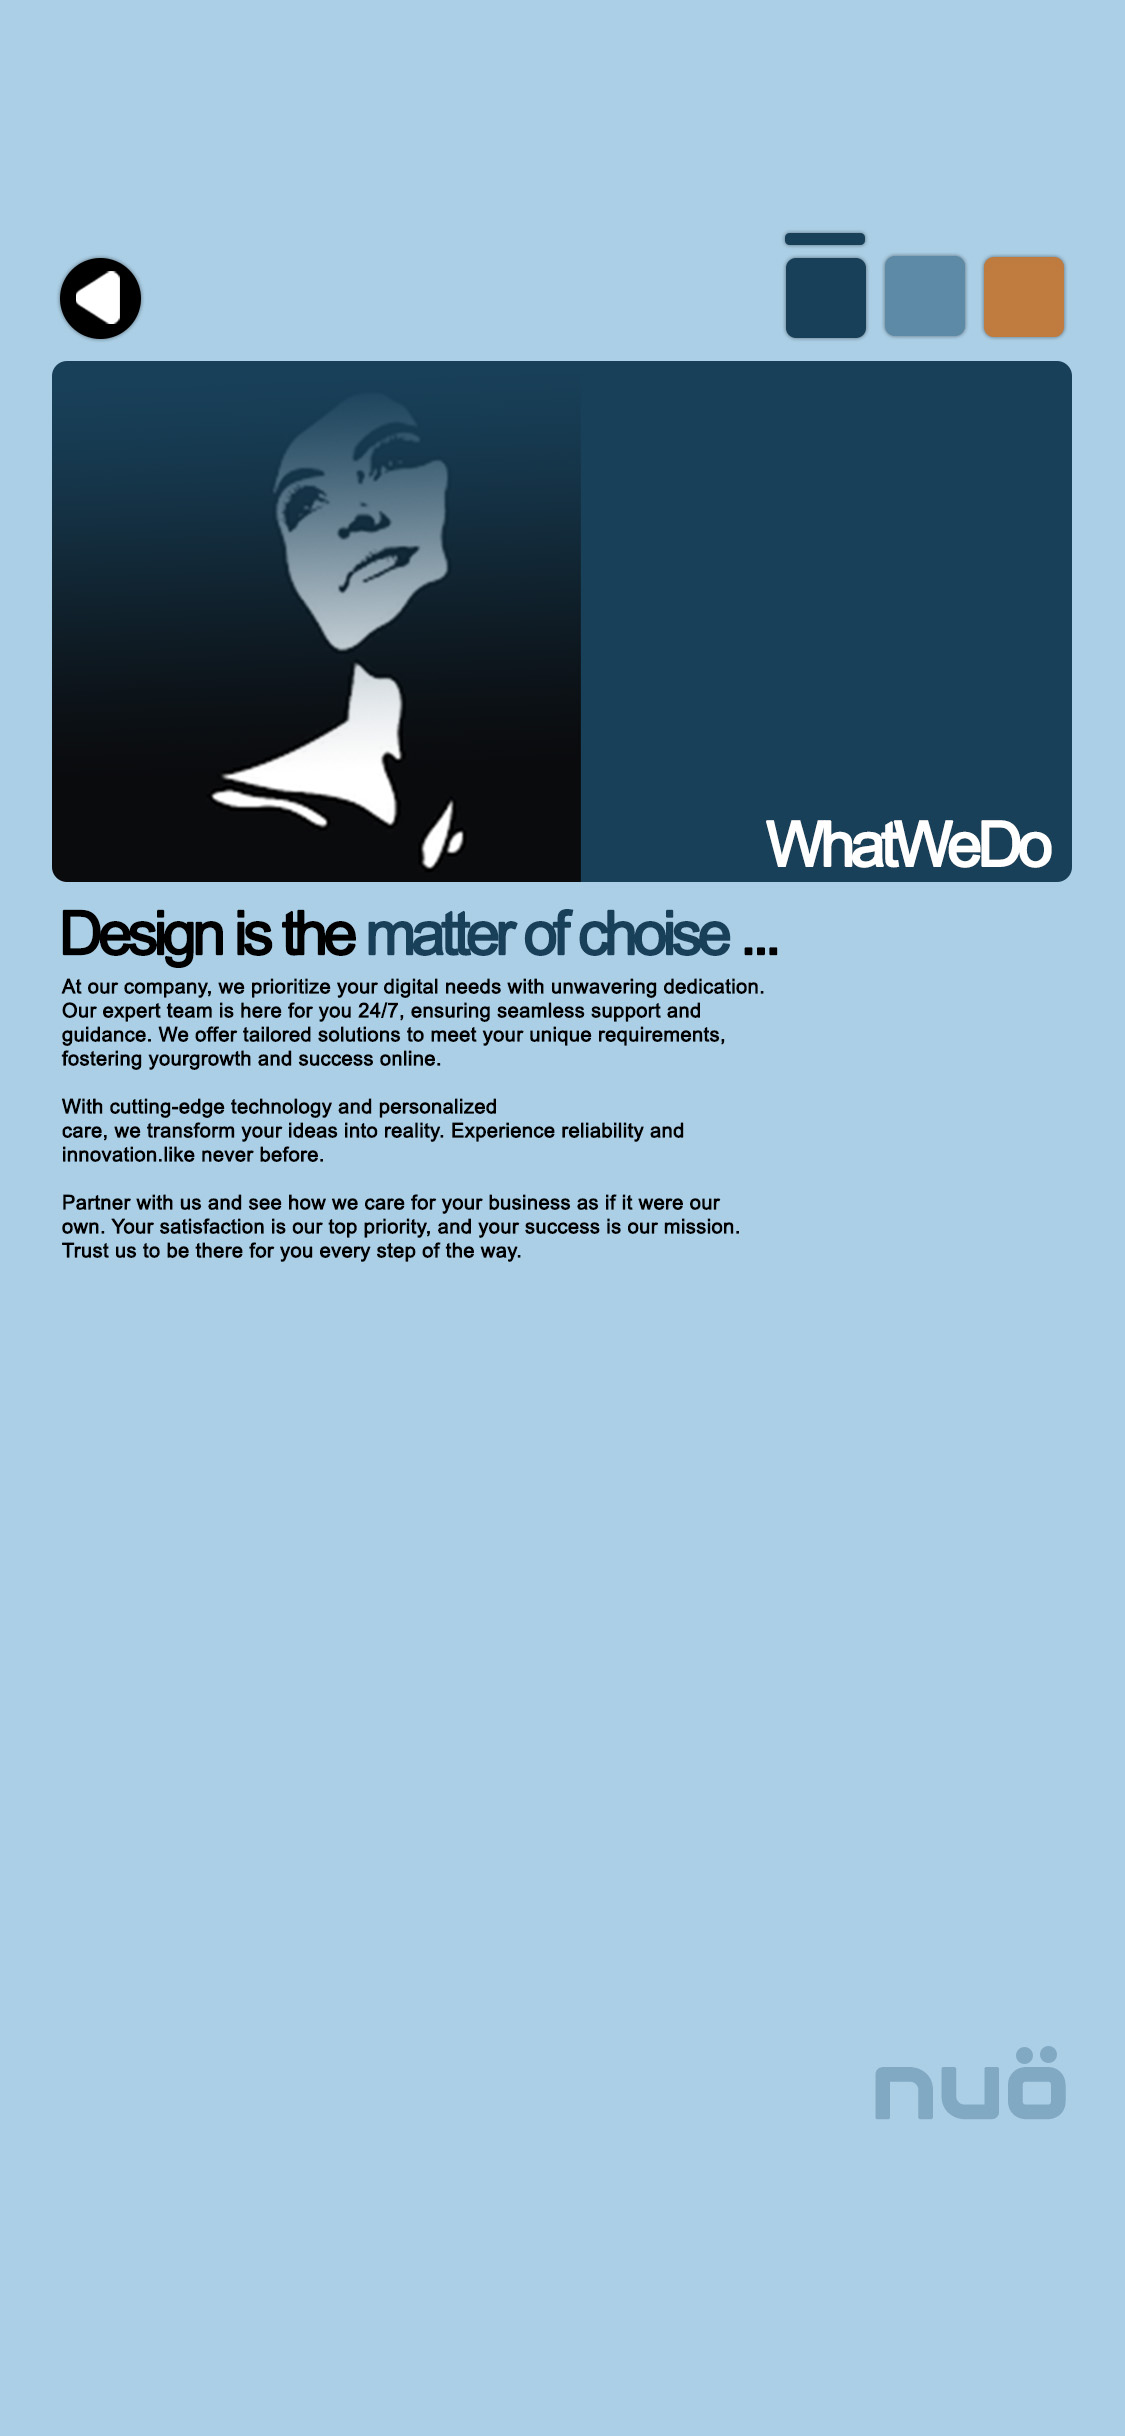 WhatWeDo
Design is the matter of choise ...
At our company, we prioritize your digital needs with unwavering dedication.
Our expert team is here for you 24/7, ensuring seamless support and
guidance. We offer tailored solutions to meet your unique requirements,
fostering yourgrowth and success online.
With cutting-edge technology and personalized
care, we transform your ideas into reality. Experience reliability and
innovation.like never before.
Partner with us and see how we care for your business as if it were our
own. Your satisfaction is our top priority, and your success is our mission.
Trust us to be there for you every step of the way.
nuö